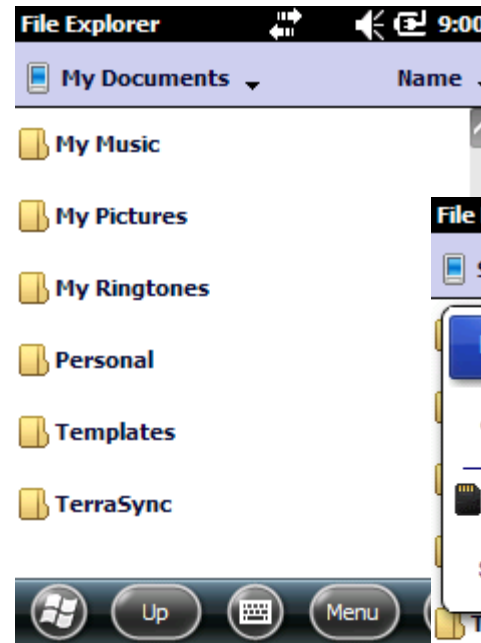 File Explorer 9:00
My Documents Name
My Music
My Pictures
My Ringtones
Personal
Templates
TerraSync
Up Menu
File